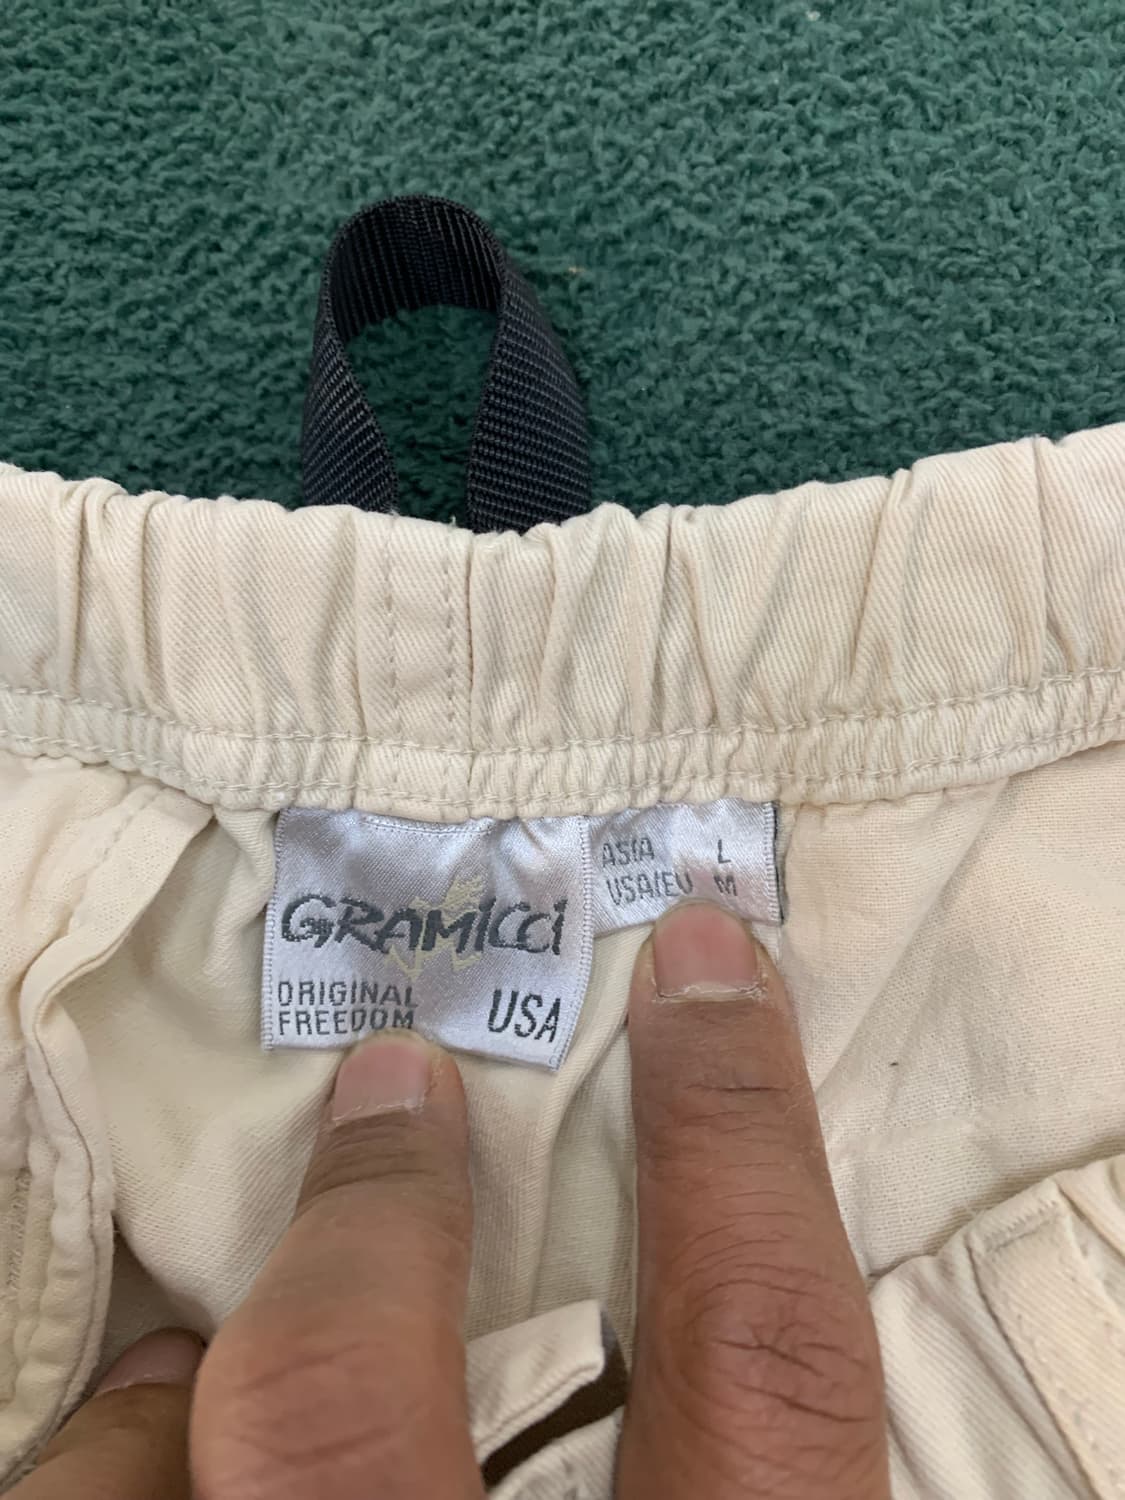 GRAMICCI
ORIGINAL
FREEDOM
USA
ASIA L
USA/EU M